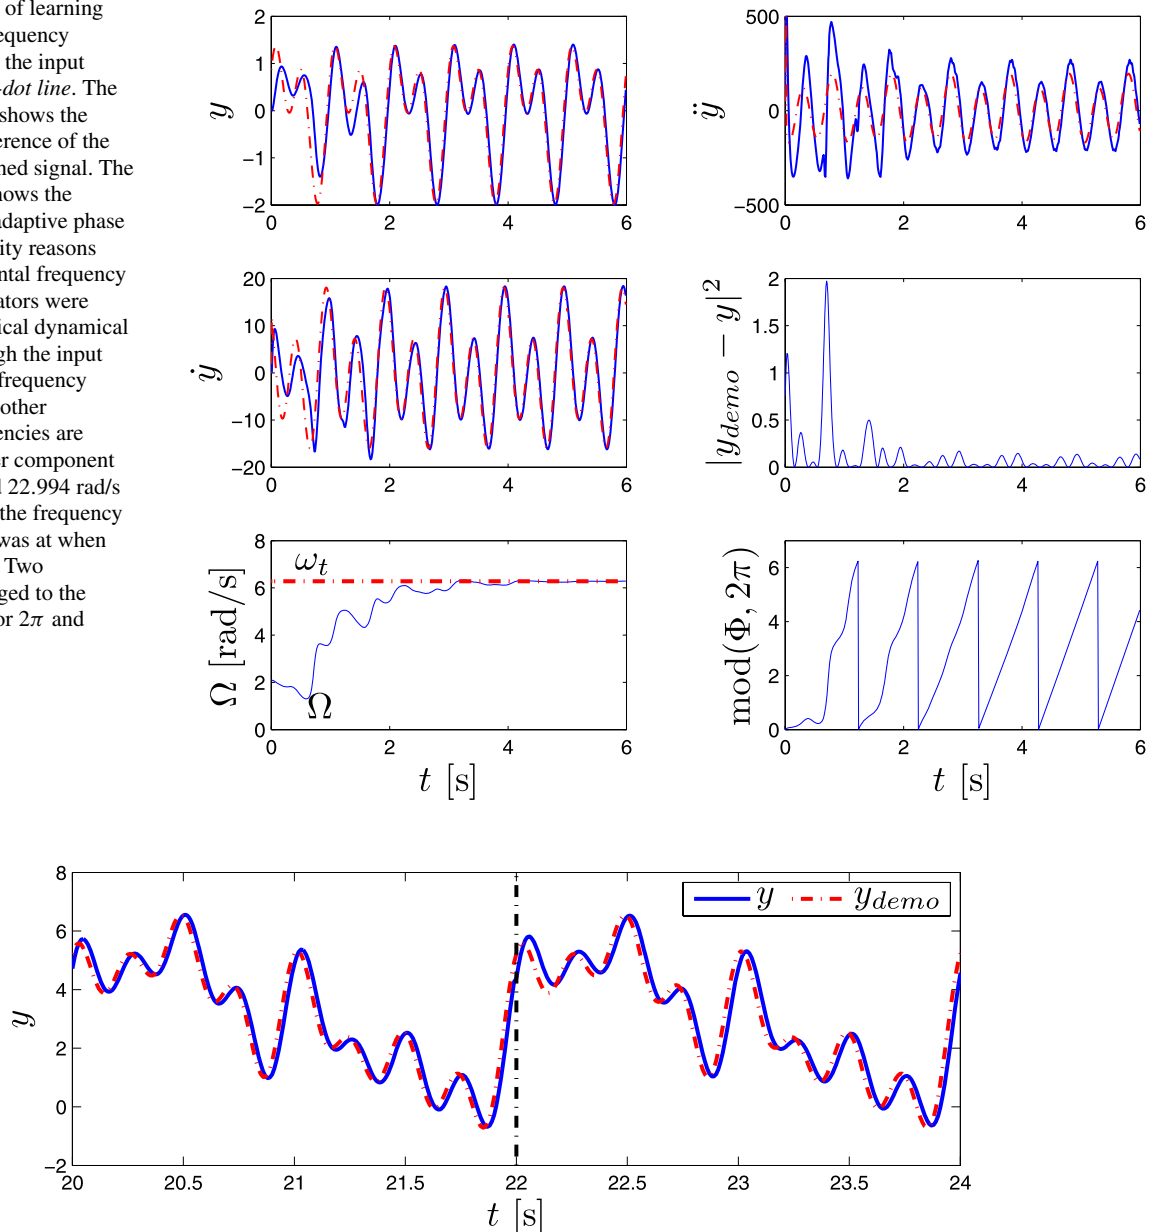 of learning
equency
the input
-dot line. The
shows the
erence of the
ned signal. The
hows the
adaptive phase
ity reasons
ntal frequency
ators were
ical dynamical
gh the input
frequency
other
encies are
er component
22.994 rad/s
the frequency
was at when
Two
ged to the
or 2π and
2
1
0
−1
−2
y
0 2 4 6
500
0
−500
ÿ
0 2 4 6
20
10
0
−10
−20
ẏ
0 2 4 6
2
1.5
1
0.5
0
|y_demo − y|²
0 2 4 6
8
6
4
2
0
Ω [rad/s]
ω_t
Ω
0 2 4 6
t [s]
6
4
2
0
mod(Φ, 2π)
0 2 4 6
t [s]
8
6
4
2
0
−2
y
y y_demo
20 20.5 21 21.5 22 22.5 23 23.5 24
t [s]